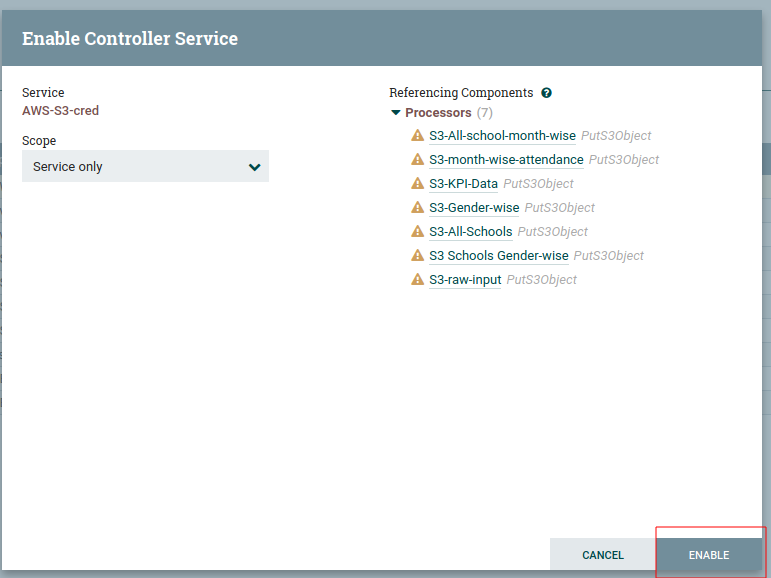 Enable Controller Service
Service
AWS-S3-cred
Scope
Service only
Referencing Components
Processors (7)
S3-All-school-month-wise PutS3Object
S3-month-wise-attendance PutS3Object
S3-KPI-Data PutS3Object
S3-Gender-wise PutS3Object
S3-All-Schools PutS3Object
S3 Schools Gender-wise PutS3Object
S3-raw-input PutS3Object
CANCEL
ENABLE